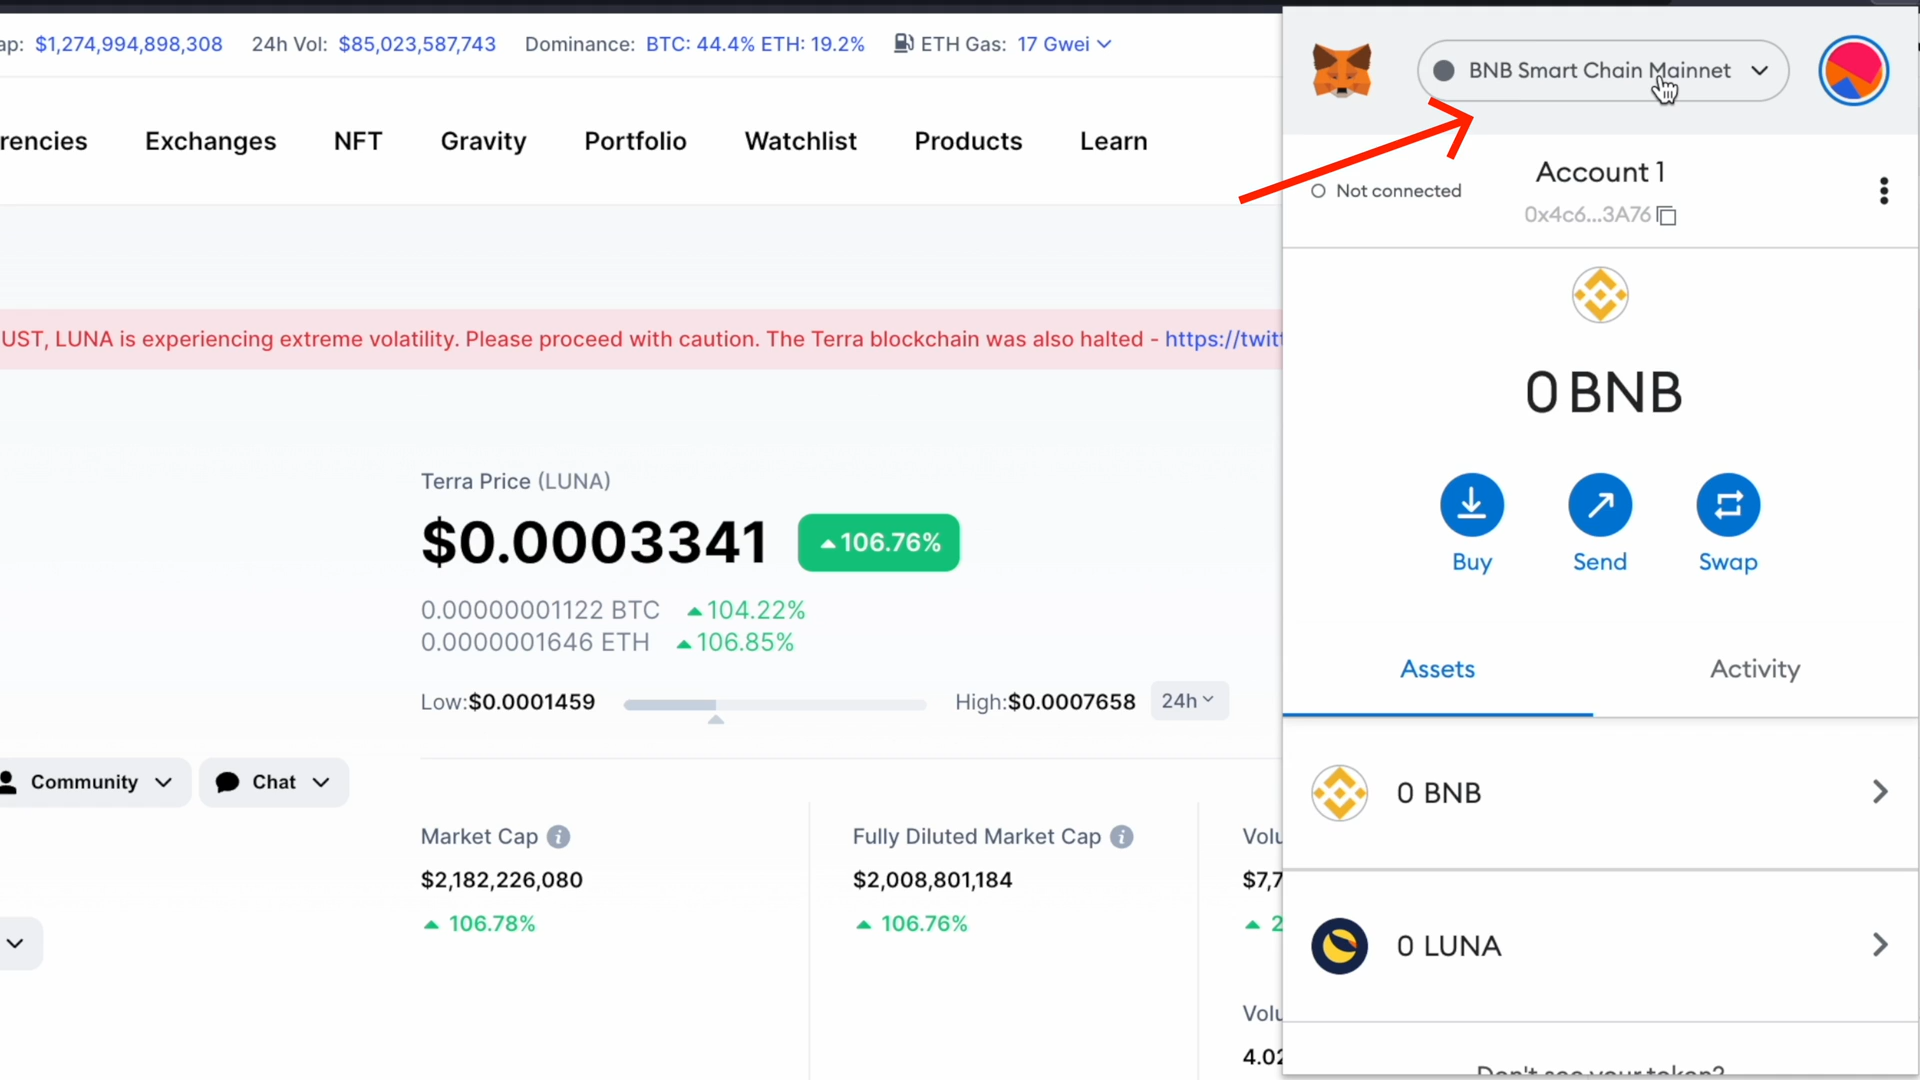 ap: $1,274,994,898,308 24h Vol: $85,023,587,743 Dominance: BTC: 44.4% ETH: 19.2% ETH Gas: 17 Gwei
rencies Exchanges NFT Gravity Portfolio Watchlist Products Learn
UST, LUNA is experiencing extreme volatility. Please proceed with caution. The Terra blockchain was also halted - https://twitt
Terra Price (LUNA)
$0.0003341 106.76%
0.00000001122 BTC 104.22%
0.0000001646 ETH 106.85%
Low:$0.0001459 High:$0.0007658 24h
Community Chat
Market Cap
$2,182,226,080
106.78%
Fully Diluted Market Cap
$2,008,801,184
106.76%
Volu
$7,7
2
Volu
4.02
BNB Smart Chain Mainnet
Not connected
Account 1
0x4c6...3A76
0 BNB
Buy Send Swap
Assets Activity
0 BNB
0 LUNA
Don't see your token?